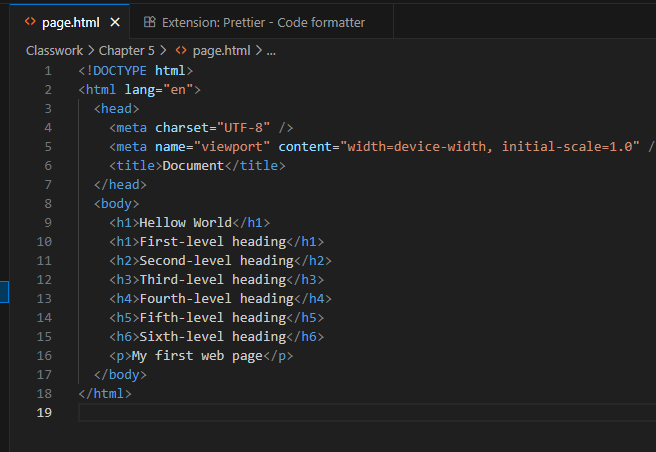 page.html Extension: Prettier - Code formatter
Classwork > Chapter 5 > page.html > ...
1 <!DOCTYPE html>
2 <html lang="en">
3 <head>
4 <meta charset="UTF-8" />
5 <meta name="viewport" content="width=device-width, initial-scale=1.0" /
6 <title>Document</title>
7 </head>
8 <body>
9 <h1>Hellow World</h1>
10 <h1>First-level heading</h1>
11 <h2>Second-level heading</h2>
12 <h3>Third-level heading</h3>
13 <h4>Fourth-level heading</h4>
14 <h5>Fifth-level heading</h5>
15 <h6>Sixth-level heading</h6>
16 <p>My first web page</p>
17 </body>
18 </html>
19